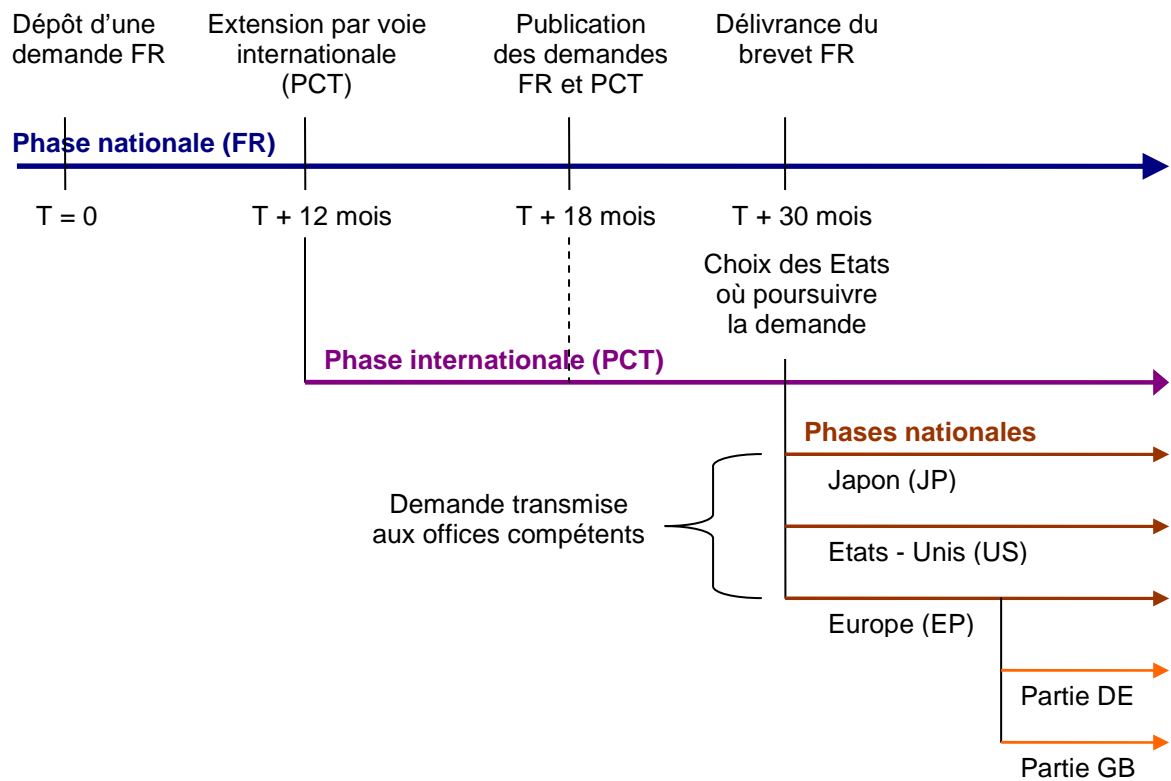 Dépôt d’une
demande FR
Extension par voie
internationale
(PCT)
Publication
des demandes
FR et PCT
Délivrance du
brevet FR
Phase nationale (FR)
T = 0
T + 12 mois
T + 18 mois
T + 30 mois
Choix des Etats
où poursuivre
la demande
Phase internationale (PCT)
Phases nationales
Japon (JP)
Demande transmise
aux offices compétents
Etats - Unis (US)
Europe (EP)
Partie DE
Partie GB